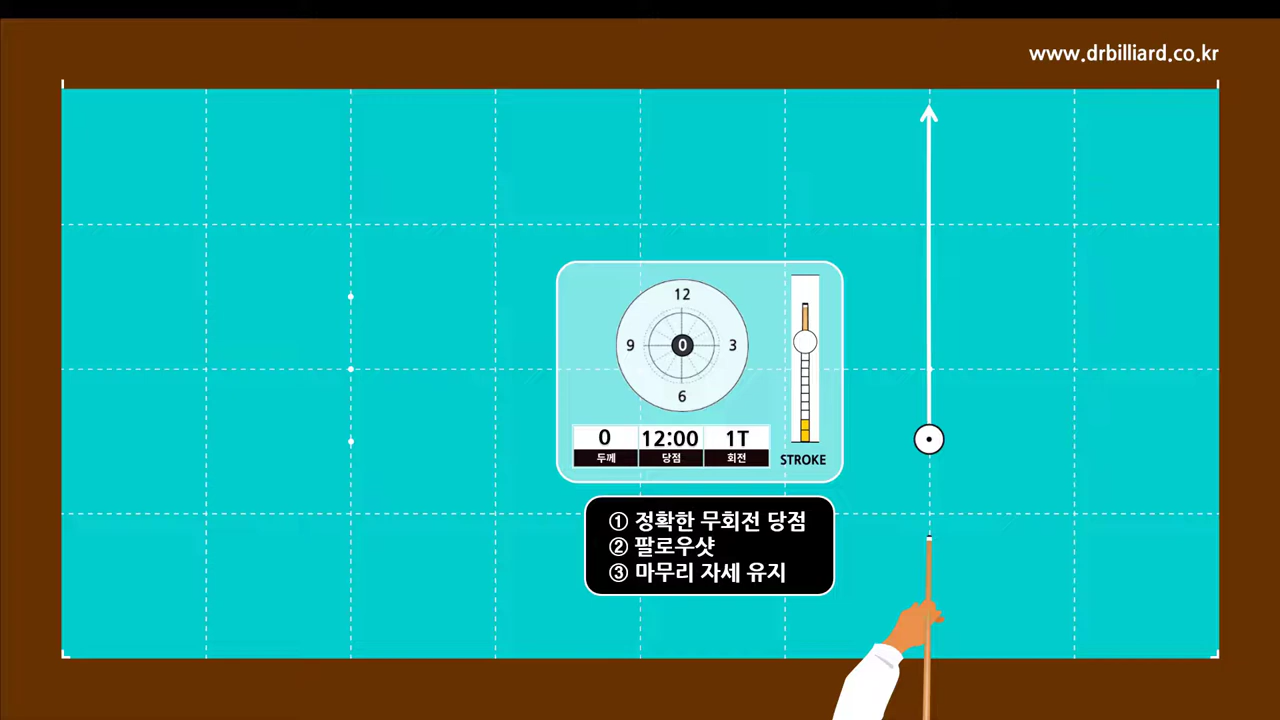 www.drbilliard.co.kr
12
9 0 3
6
0 12:00 1T
두께 당점 회전
STROKE
① 정확한 무회전 당점
② 팔로우샷
③ 마무리 자세 유지